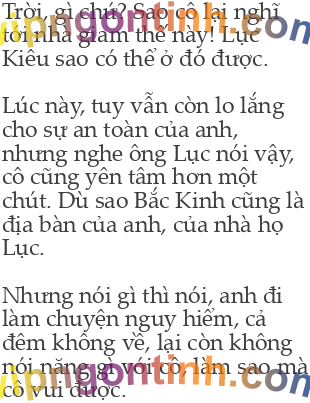 Trời, gì chứ? Sao cô lại nghĩ
tới nhà giam thế này! Lục
Kiêu sao có thể ở đó được.
Lúc này, tuy vẫn còn lo lắng
cho sự an toàn của anh,
nhưng nghe ông Lục nói vậy,
cô cũng yên tâm hơn một
chút. Dù sao Bắc Kinh cũng là
địa bàn của anh, của nhà họ
Lục.
Nhưng nói gì thì nói, anh đi
làm chuyện nguy hiểm, cả
đêm không về, lại còn không
nói năng gì với cô, làm sao mà
cô vui được.
vipngontinh.com
vipngontinh.com